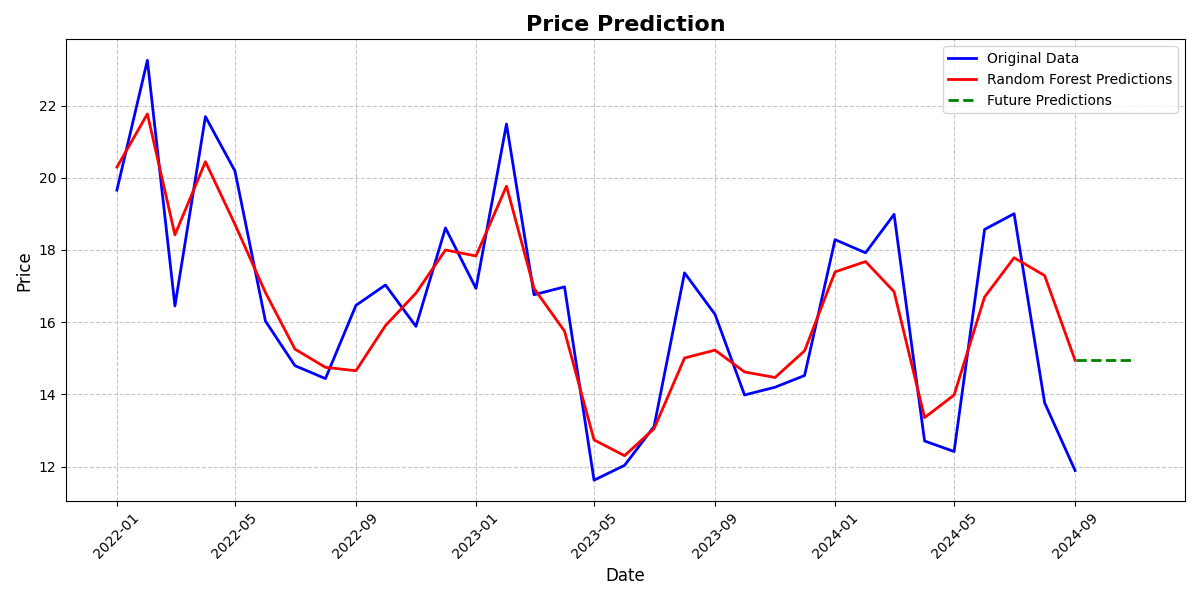 Price Prediction
Original Data
Random Forest Predictions
Future Predictions
Price
22
20
18
16
14
12
2022-01
2022-05
2022-09
2023-01
2023-05
2023-09
2024-01
2024-05
2024-09
Date